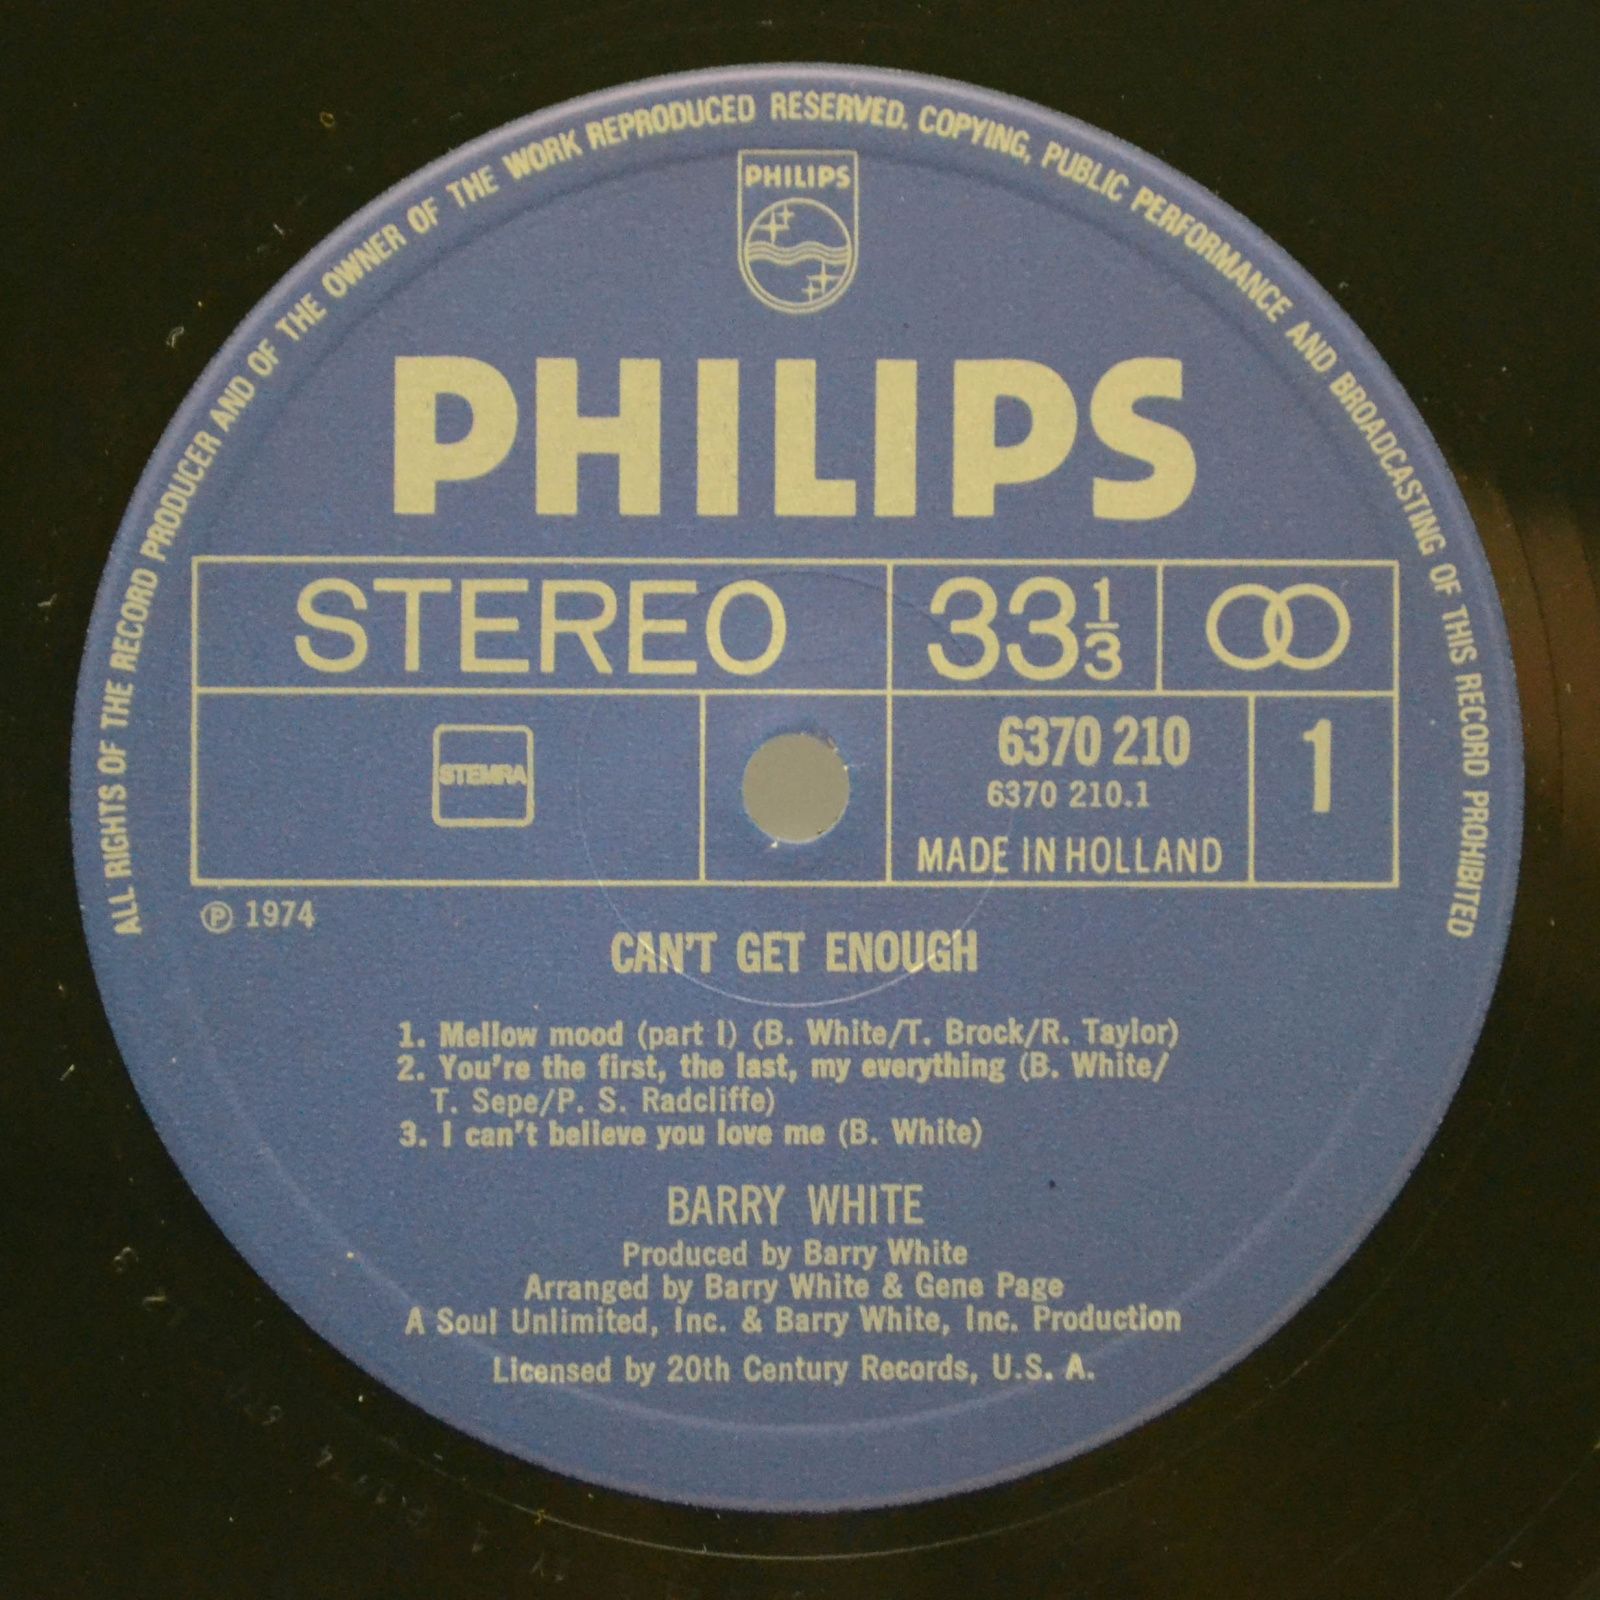 ALL RIGHTS OF THE RECORD PRODUCER AND OF THE OWNER OF THE WORK REPRODUCED RESERVED. COPYING, PUBLIC PERFORMANCE AND BROADCASTING OF THIS RECORD PROHIBITED
PHILIPS
PHILIPS
STEREO 33 1/3
STEMRA
6370 210 1
6370 210.1
MADE IN HOLLAND
℗ 1974
CAN'T GET ENOUGH
1. Mellow mood (part I) (B. White/T. Brock/R. Taylor)
2. You're the first, the last, my everything (B. White/
T. Sepe/P. S. Radcliffe)
3. I can't believe you love me (B. White)
BARRY WHITE
Produced by Barry White
Arranged by Barry White & Gene Page
A Soul Unlimited, Inc. & Barry White, Inc. Production
Licensed by 20th Century Records, U.S. A.